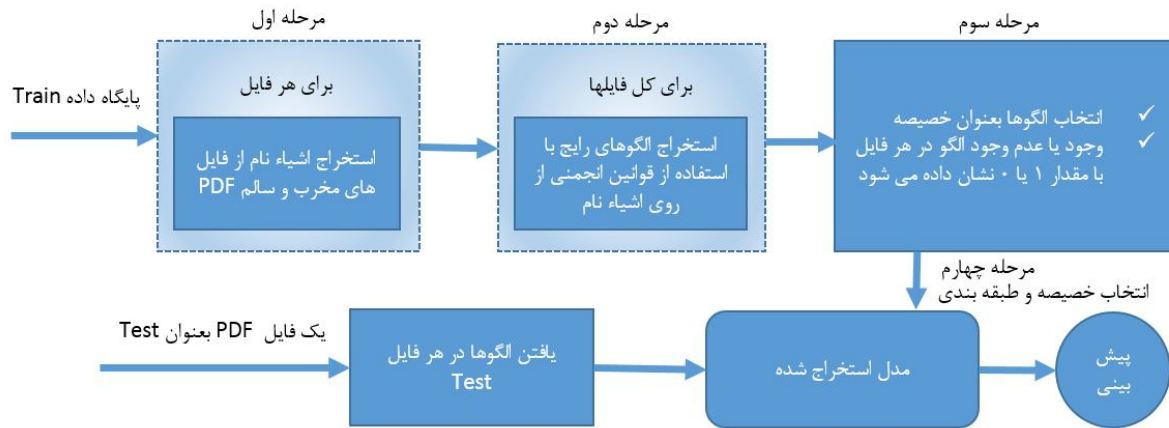 مرحله اول
مرحله دوم
مرحله سوم
پایگاه داده Train
برای هر فایل
استخراج اشیاء نام از فایل
های مخرب و سالم PDF
برای کل فایلها
استخراج الگوهای رایج با
استفاده از قوانین انجمنی از
روی اشیاء نام
✓ انتخاب الگوها بعنوان خصیصه
✓ وجود یا عدم وجود الگو در هر فایل
با مقدار ۱ یا ۰ نشان داده می شود
مرحله چهارم
انتخاب خصیصه و طبقه بندی
یک فایل PDF بعنوان Test
یافتن الگوها در هر فایل
Test
مدل استخراج شده
پیش
بینی